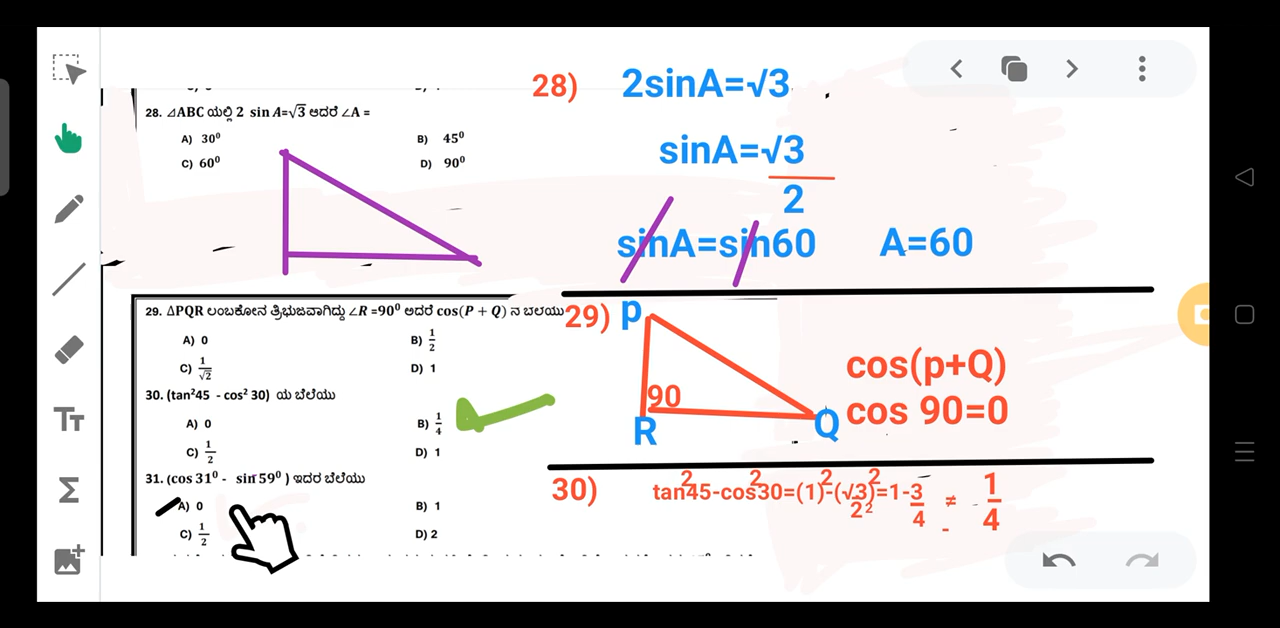 28) 2sinA=√3
28. ⊿ABC ಯಲ್ಲಿ 2 sin A=√3 ಆದರೆ ∠A =
A) 30⁰ B) 45⁰
C) 60⁰ D) 90⁰
sinA=√3
2
sinA=sin60 A=60
29. ΔPQR ಲಂಬಕೋನ ತ್ರಿಭುಜವಾಗಿದ್ದು ∠R =90⁰ ಆದರೆ cos(P + Q) ನ ಬೆಲೆಯು
A) 0 B) 1/2
C) 1/√2 D) 1
29) p
90
R Q
cos(p+Q)
cos 90=0
30. (tan²45 - cos² 30) ಯ ಬೆಲೆಯು
A) 0 B) 1/4
C) 1/2 D) 1
31. (cos 31⁰ - sin 59⁰ ) ಇದರ ಬೆಲೆಯು
A) 0 B) 1
C) 1/2 D) 2
30) tan²45-cos²30=(1)²-(√3)²/2²=1-3/4 ≠ 1/4
TT
Σ